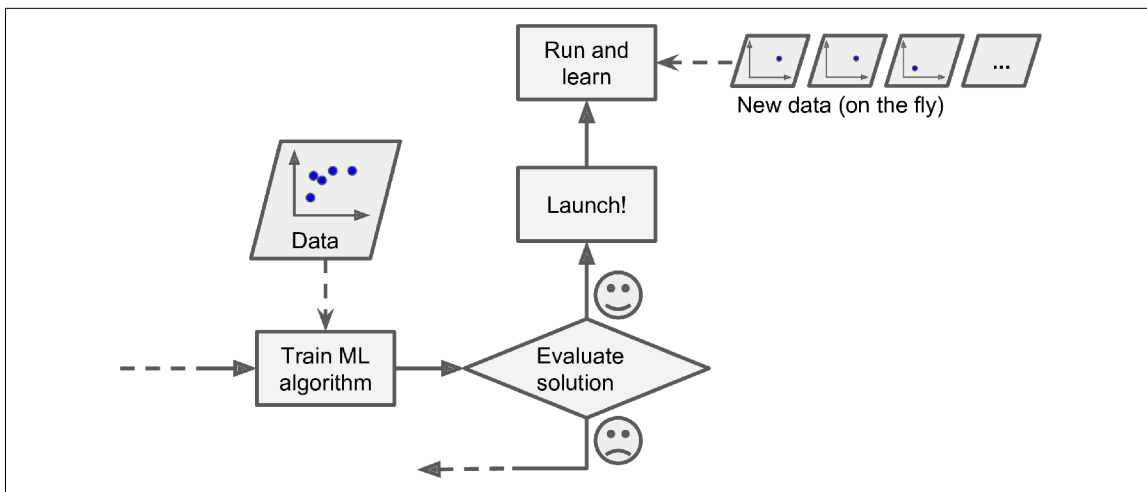 Run and
learn
...
New data (on the fly)
Launch!
Data
Train ML
algorithm
Evaluate
solution